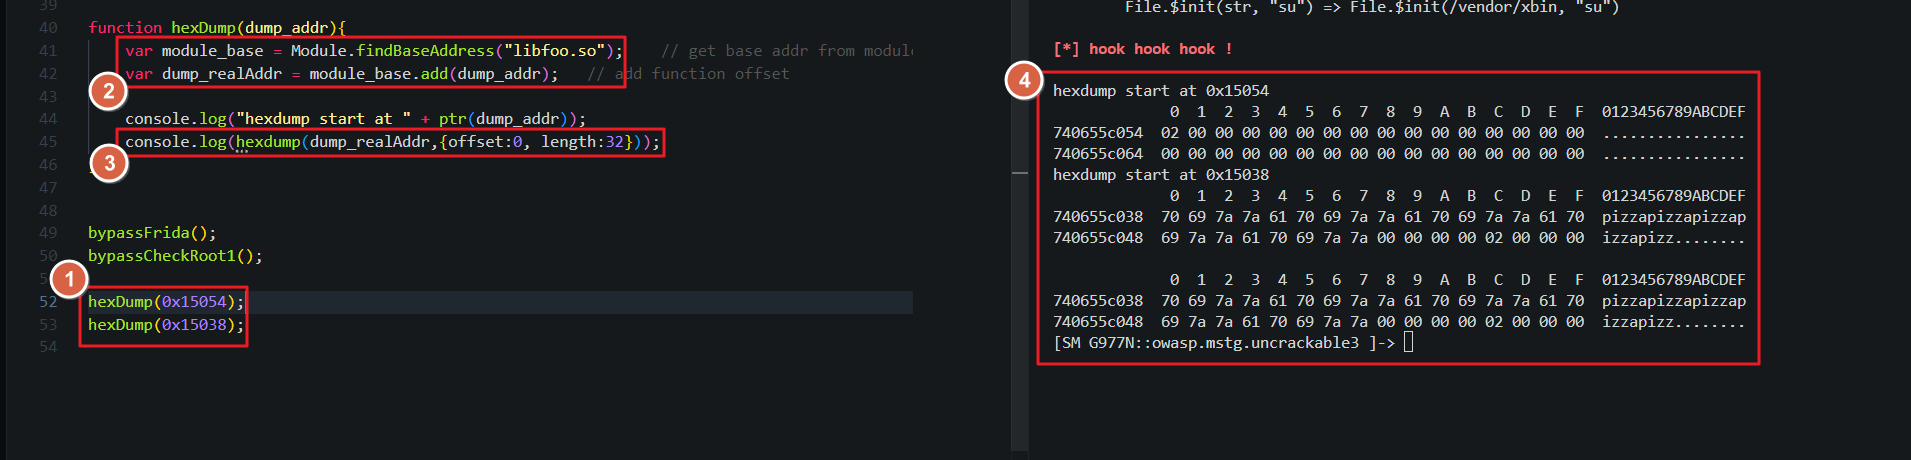 39
40 function hexDump(dump_addr){
41 var module_base = Module.findBaseAddress("libfoo.so"); // get base addr from module
42 var dump_realAddr = module_base.add(dump_addr); // add function offset
2
43
44 console.log("hexdump start at " + ptr(dump_addr));
45 console.log(hexdump(dump_realAddr,{offset:0, length:32}));
3
46
47
48
49 bypassFrida();
50 bypassCheckRoot1();
1
52 hexDump(0x15054);
53 hexDump(0x15038);
54
File.$init(str, "su") => File.$init(/vendor/xbin, "su")
[*] hook hook hook !
4
hexdump start at 0x15054
0 1 2 3 4 5 6 7 8 9 A B C D E F 0123456789ABCDEF
740655c054 02 00 00 00 00 00 00 00 00 00 00 00 00 00 00 00 ................
740655c064 00 00 00 00 00 00 00 00 00 00 00 00 00 00 00 00 ................
hexdump start at 0x15038
0 1 2 3 4 5 6 7 8 9 A B C D E F 0123456789ABCDEF
740655c038 70 69 7a 7a 61 70 69 7a 7a 61 70 69 7a 7a 61 70 pizzapizzapizzap
740655c048 69 7a 7a 61 70 69 7a 7a 00 00 00 00 02 00 00 00 izzapizz........
0 1 2 3 4 5 6 7 8 9 A B C D E F 0123456789ABCDEF
740655c038 70 69 7a 7a 61 70 69 7a 7a 61 70 69 7a 7a 61 70 pizzapizzapizzap
740655c048 69 7a 7a 61 70 69 7a 7a 00 00 00 00 02 00 00 00 izzapizz........
[SM G977N::owasp.mstg.uncrackable3 ]->